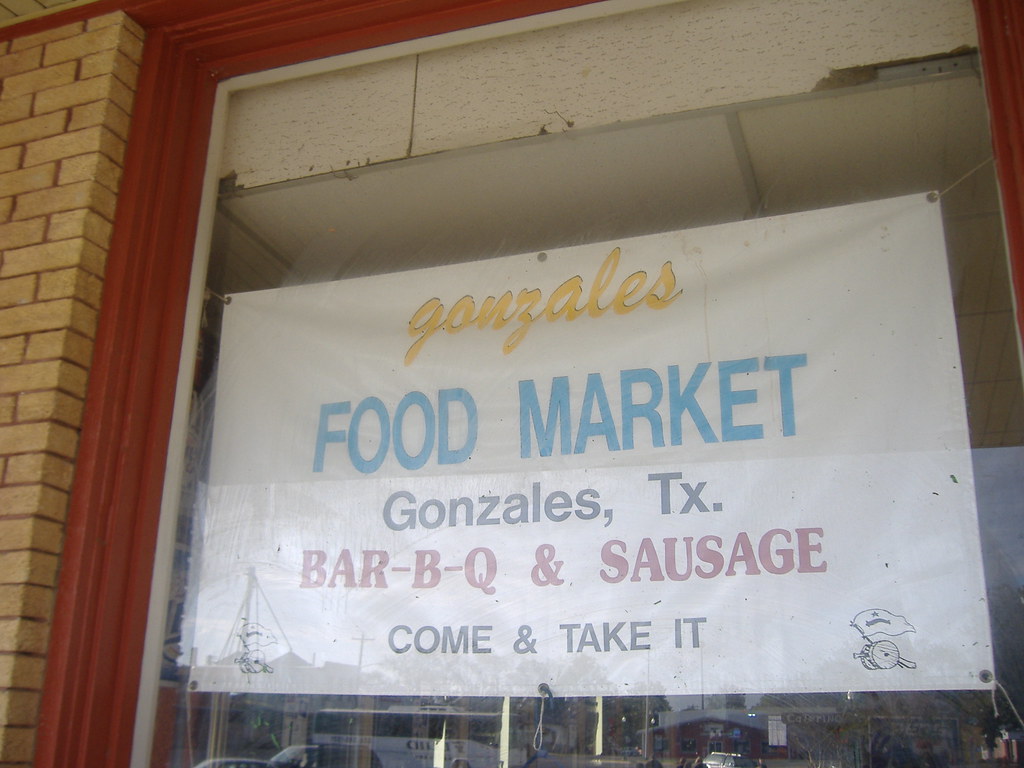 gonzales
FOOD MARKET
Gonzales, Tx.
BAR-B-Q & SAUSAGE
COME & TAKE IT